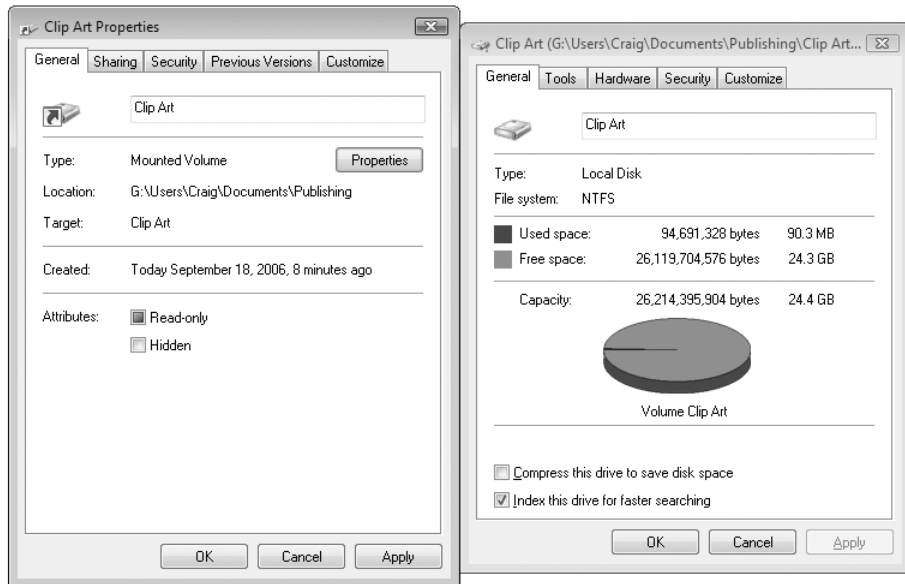 Clip Art Properties
General Sharing Security Previous Versions Customize
Clip Art
Type: Mounted Volume Properties
Location: G:\Users\Craig\Documents\Publishing
Target: Clip Art
Created: Today September 18, 2006, 8 minutes ago
Attributes: Read-only
Hidden
OK Cancel Apply
Clip Art (G:\Users\Craig\Documents\Publishing\Clip Art...
General Tools Hardware Security Customize
Clip Art
Type: Local Disk
File system: NTFS
Used space: 94,691,328 bytes 90.3 MB
Free space: 26,119,704,576 bytes 24.3 GB
Capacity: 26,214,395,904 bytes 24.4 GB
Volume Clip Art
Compress this drive to save disk space
Index this drive for faster searching
OK Cancel Apply